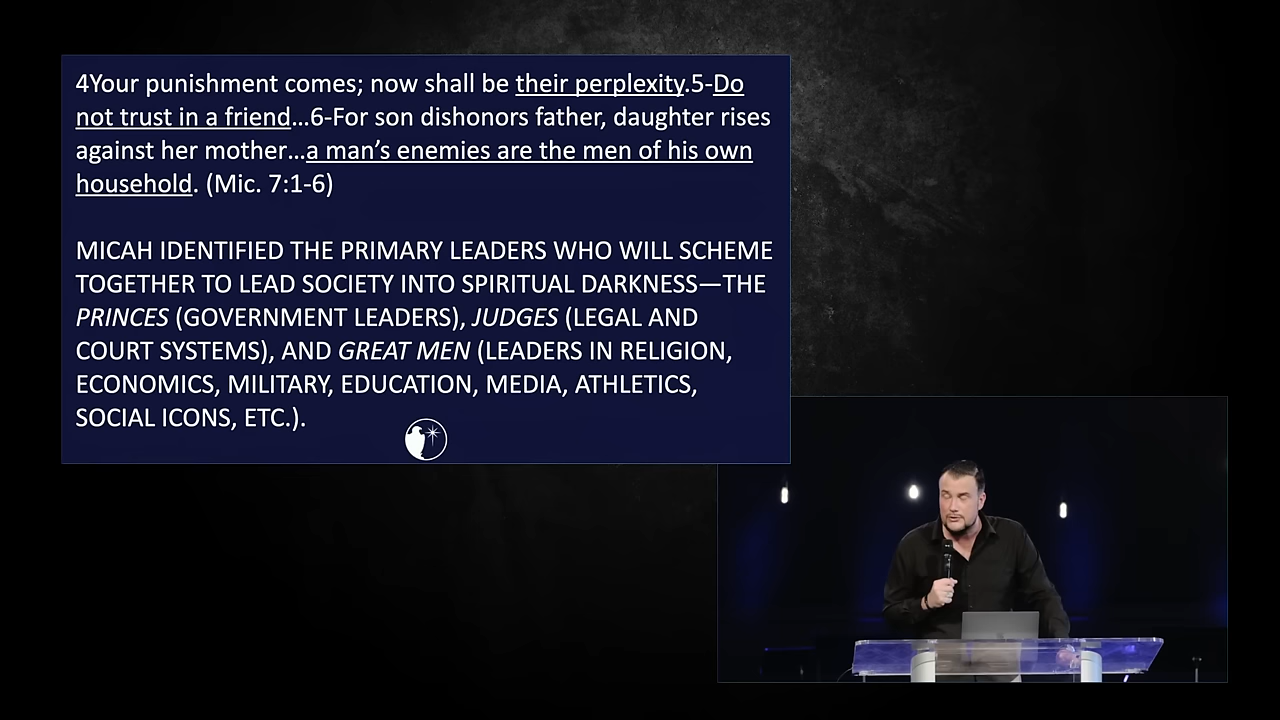 4Your punishment comes; now shall be their perplexity.5-Do
not trust in a friend…6-For son dishonors father, daughter rises
against her mother…a man’s enemies are the men of his own
household. (Mic. 7:1-6)
MICAH IDENTIFIED THE PRIMARY LEADERS WHO WILL SCHEME
TOGETHER TO LEAD SOCIETY INTO SPIRITUAL DARKNESS—THE
PRINCES (GOVERNMENT LEADERS), JUDGES (LEGAL AND
COURT SYSTEMS), AND GREAT MEN (LEADERS IN RELIGION,
ECONOMICS, MILITARY, EDUCATION, MEDIA, ATHLETICS,
SOCIAL ICONS, ETC.).